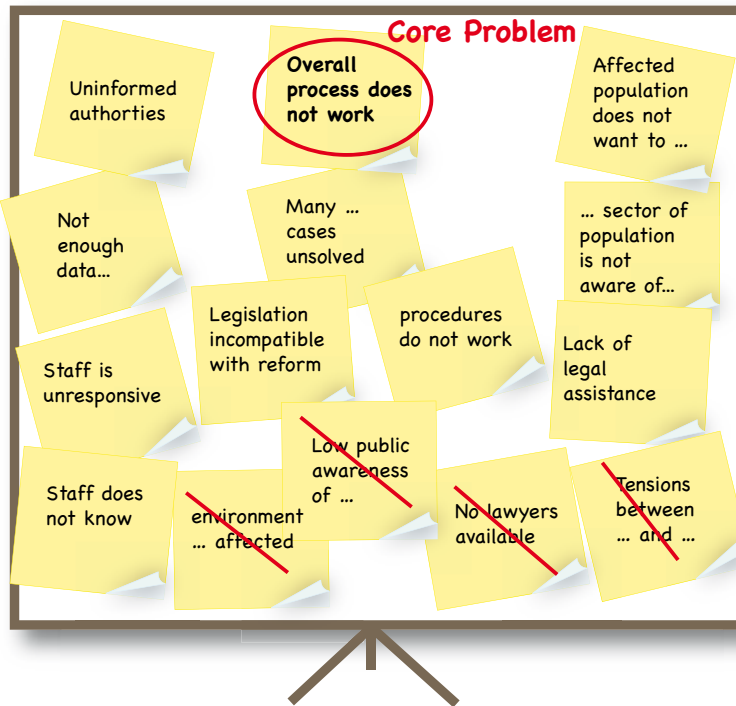 Core Problem
Uninformed
authorties
Overall
process does
not work
Affected
population
does not
want to ...
Not
enough
data...
Many ...
cases
unsolved
... sector of
population
is not
aware of...
Legislation
incompatible
with reform
procedures
do not work
Staff is
unresponsive
Lack of
legal
assistance
Low public
awareness
of ...
Staff does
not know
environment
... affected
No lawyers
available
Tensions
between
... and ...